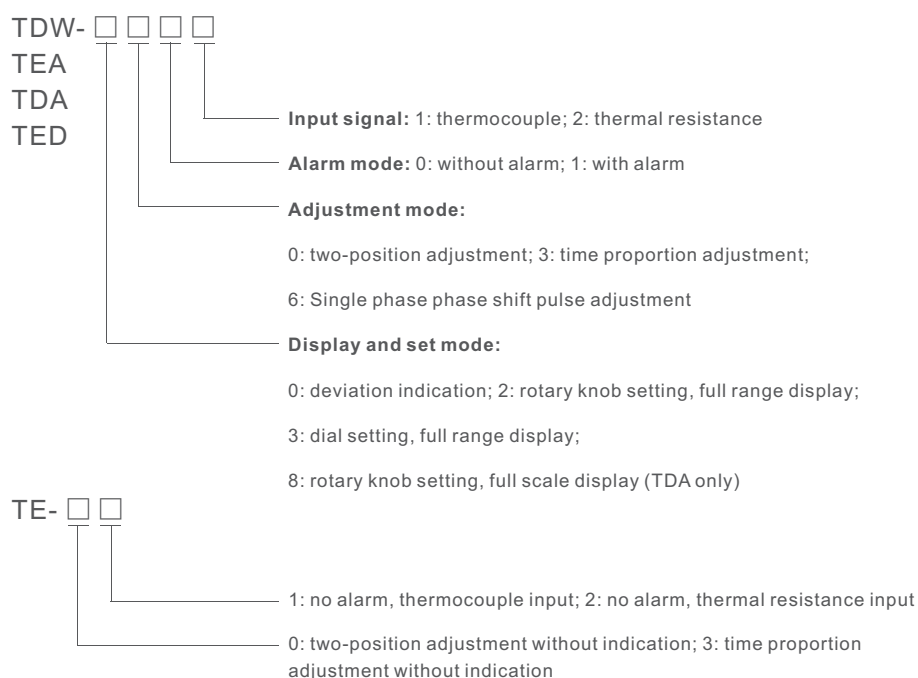 TDW- □ □ □ □
TEA
TDA
TED
Input signal: 1: thermocouple; 2: thermal resistance
Alarm mode: 0: without alarm; 1: with alarm
Adjustment mode:
0: two-position adjustment; 3: time proportion adjustment;
6: Single phase phase shift pulse adjustment
Display and set mode:
0: deviation indication; 2: rotary knob setting, full range display;
3: dial setting, full range display;
8: rotary knob setting, full scale display (TDA only)
TE- □ □
1: no alarm, thermocouple input; 2: no alarm, thermal resistance input
0: two-position adjustment without indication; 3: time proportion
adjustment without indication